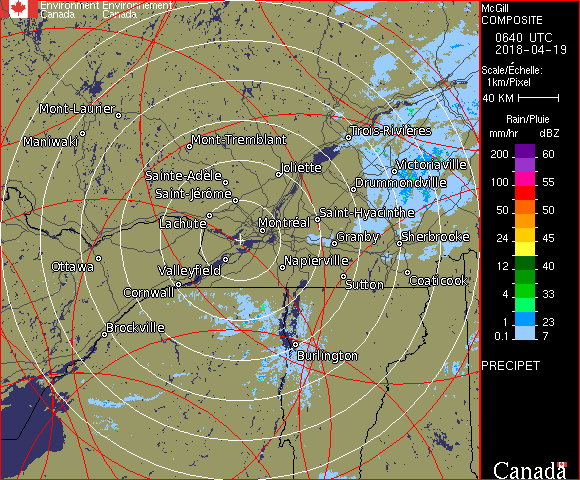 Environment Environnement
Canada Canada
McGill
COMPOSITE
0640 UTC
2018-04-19
Scale/Échelle:
1km/Pixel
40 KM
Rain/Pluie
mm/hr dBZ
200 60
150 57
100 55
50 50
24 45
12 40
4 33
1 23
0.1 7
PRECIPET
Canada
Mont-Laurier
Maniwaki
Mont-Tremblant
Trois-Rivières
Sainte-Adèle
Joliette
Victoriaville
Saint-Jérôme
Drummondville
Lachute
Montréal
Saint-Hyacinthe
Granby
Sherbrooke
Ottawa
Valleyfield
Napierville
Cornwall
Sutton
Coaticook
Brockville
Burlington